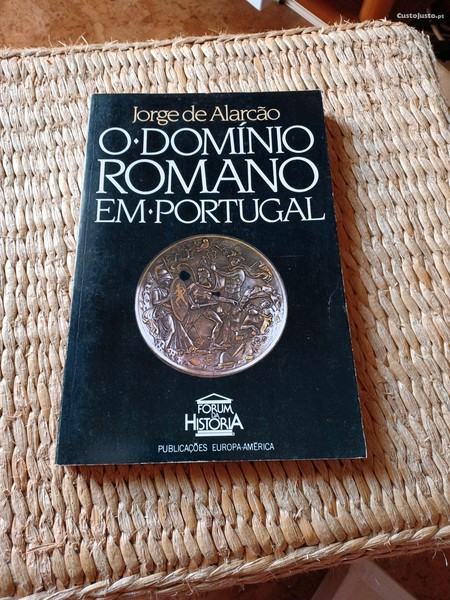 CustoJusto.pt
Jorge de Alarcão
O·DOMÍNIO
ROMANO
EM·PORTUGAL
FORUM
DA
HISTÓRIA
PUBLICAÇÕES EUROPA-AMÉRICA